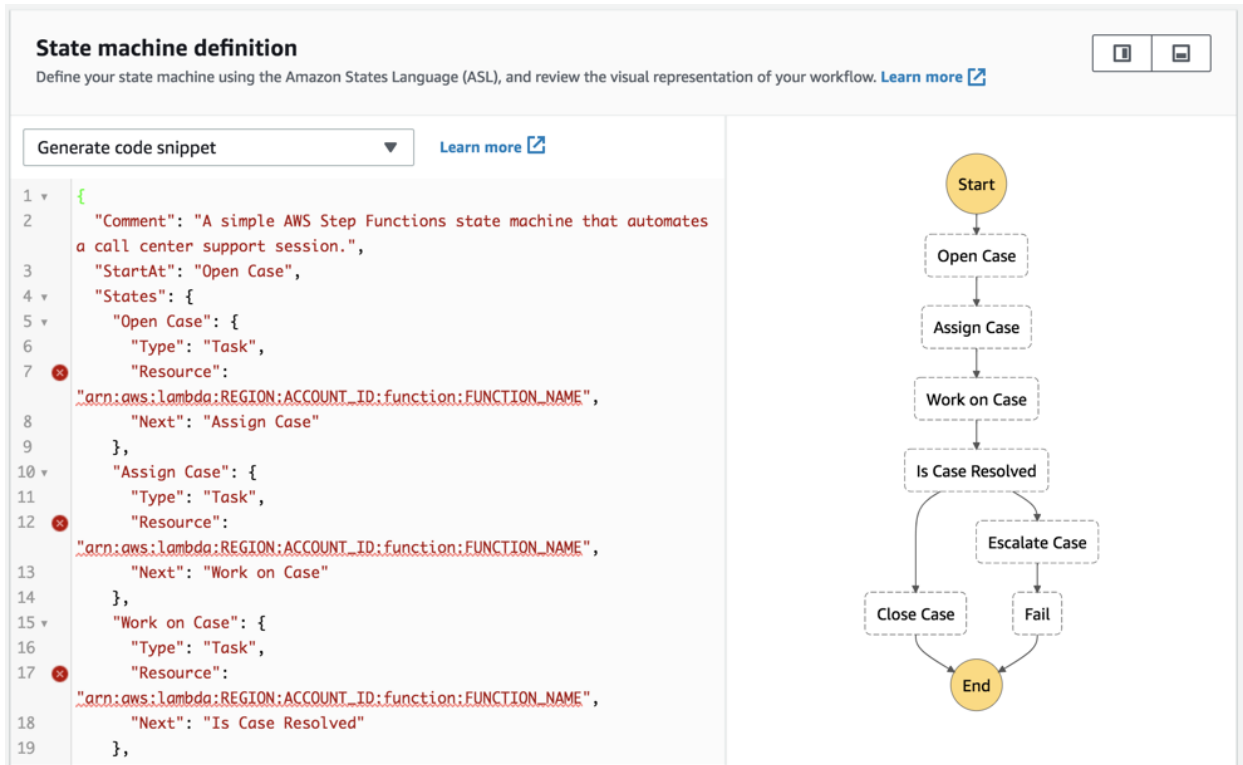 State machine definition
Define your state machine using the Amazon States Language (ASL), and review the visual representation of your workflow. Learn more
Generate code snippet
Learn more
1 {
2 "Comment": "A simple AWS Step Functions state machine that automates
a call center support session.",
3 "StartAt": "Open Case",
4 "States": {
5 "Open Case": {
6 "Type": "Task",
7 "Resource":
"arn:aws:lambda:REGION:ACCOUNT_ID:function:FUNCTION_NAME",
8 "Next": "Assign Case"
9 },
10 "Assign Case": {
11 "Type": "Task",
12 "Resource":
"arn:aws:lambda:REGION:ACCOUNT_ID:function:FUNCTION_NAME",
13 "Next": "Work on Case"
14 },
15 "Work on Case": {
16 "Type": "Task",
17 "Resource":
"arn:aws:lambda:REGION:ACCOUNT_ID:function:FUNCTION_NAME",
18 "Next": "Is Case Resolved"
19 },
Start
Open Case
Assign Case
Work on Case
Is Case Resolved
Escalate Case
Close Case
Fail
End